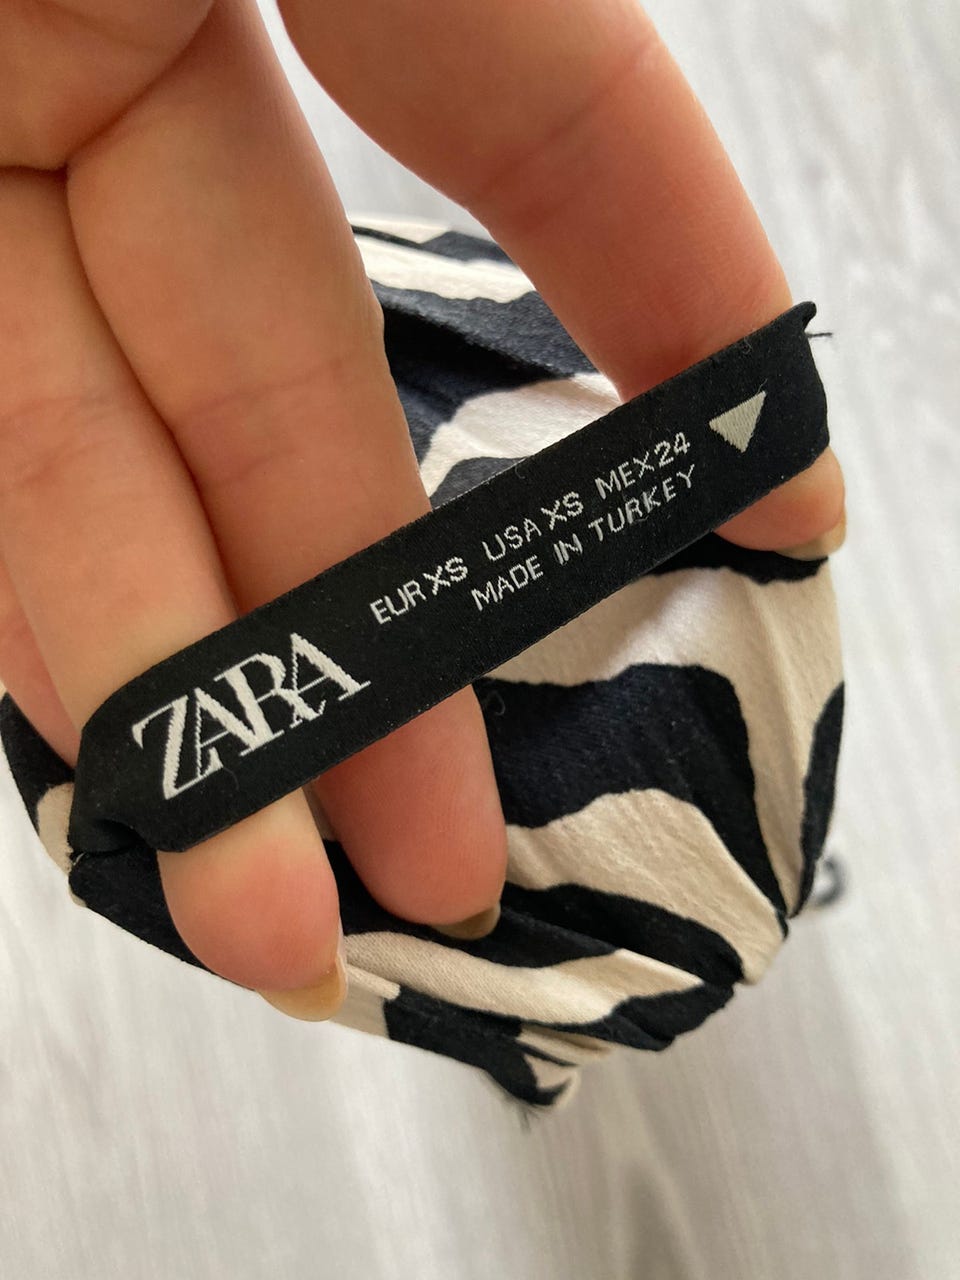 ZARA
EUR XS USA XS MEX 24
MADE IN TURKEY